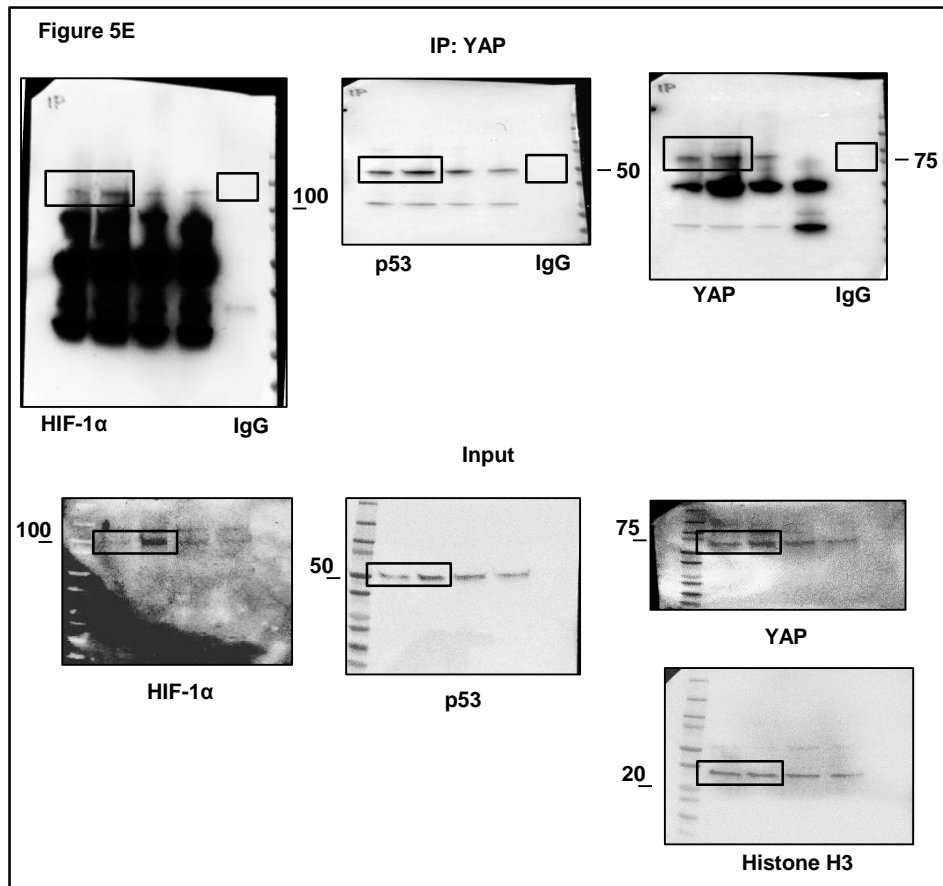 Figure 5E
IP: YAP
IP
IP
IP
100
50
75
HIF-1α
IgG
p53
IgG
YAP
IgG
Input
100
50
75
HIF-1α
p53
YAP
20
Histone H3